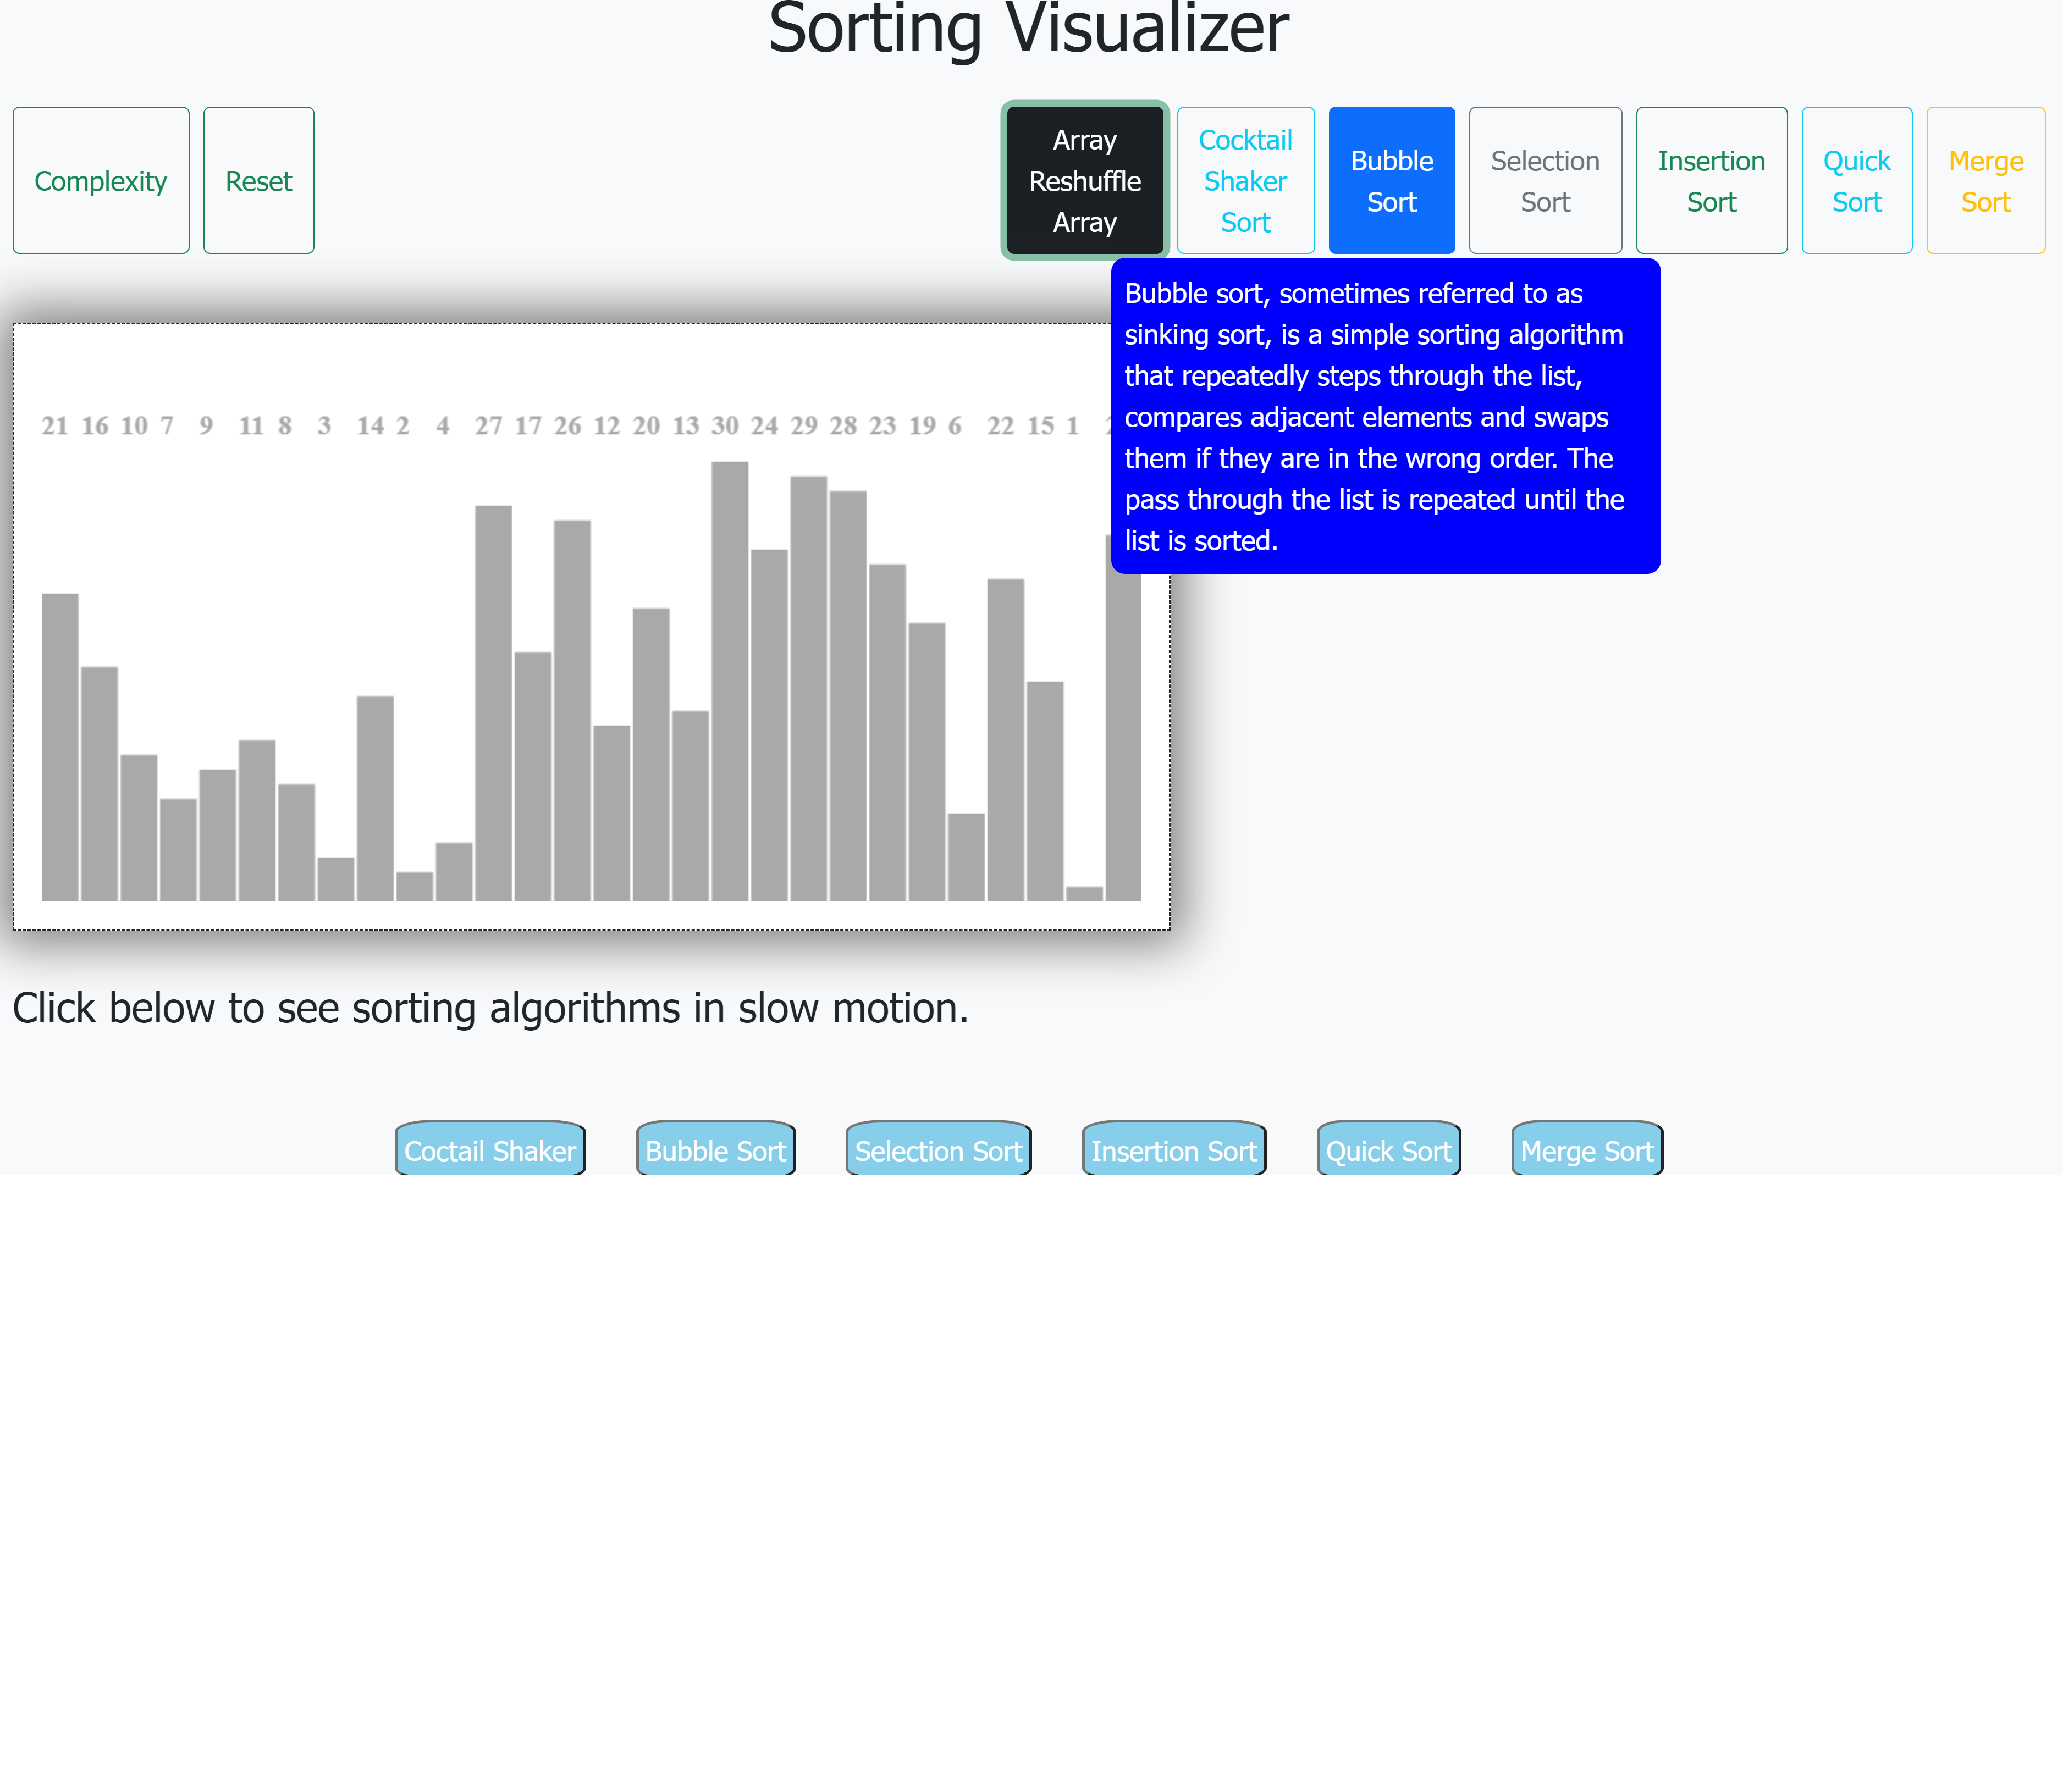 Sorting Visualizer
Complexity
Reset
Array
Reshuffle
Array
Cocktail
Shaker
Sort
Bubble
Sort
Selection
Sort
Insertion
Sort
Quick
Sort
Merge
Sort
Bubble sort, sometimes referred to as
sinking sort, is a simple sorting algorithm
that repeatedly steps through the list,
compares adjacent elements and swaps
them if they are in the wrong order. The
pass through the list is repeated until the
list is sorted.
21 16 10 7 9 11 8 3 14 2 4 27 17 26 12 20 13 30 24 29 28 23 19 6 22 15 1
Click below to see sorting algorithms in slow motion.
Coctail Shaker
Bubble Sort
Selection Sort
Insertion Sort
Quick Sort
Merge Sort